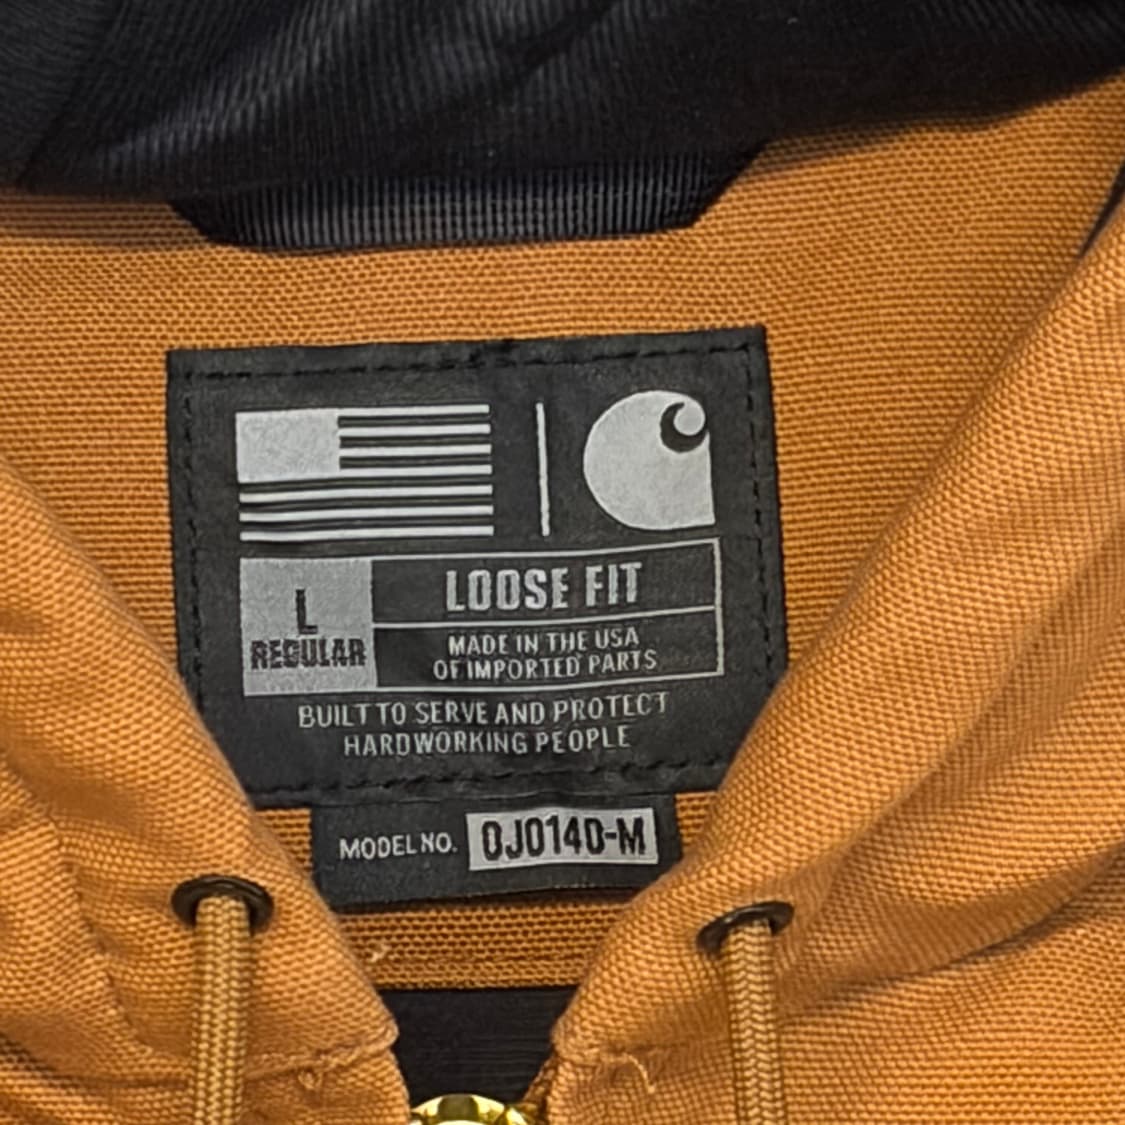 L
REGULAR
LOOSE FIT
MADE IN THE USA
OF IMPORTED PARTS
BUILT TO SERVE AND PROTECT
HARDWORKING PEOPLE
MODEL NO. OJ0140-M